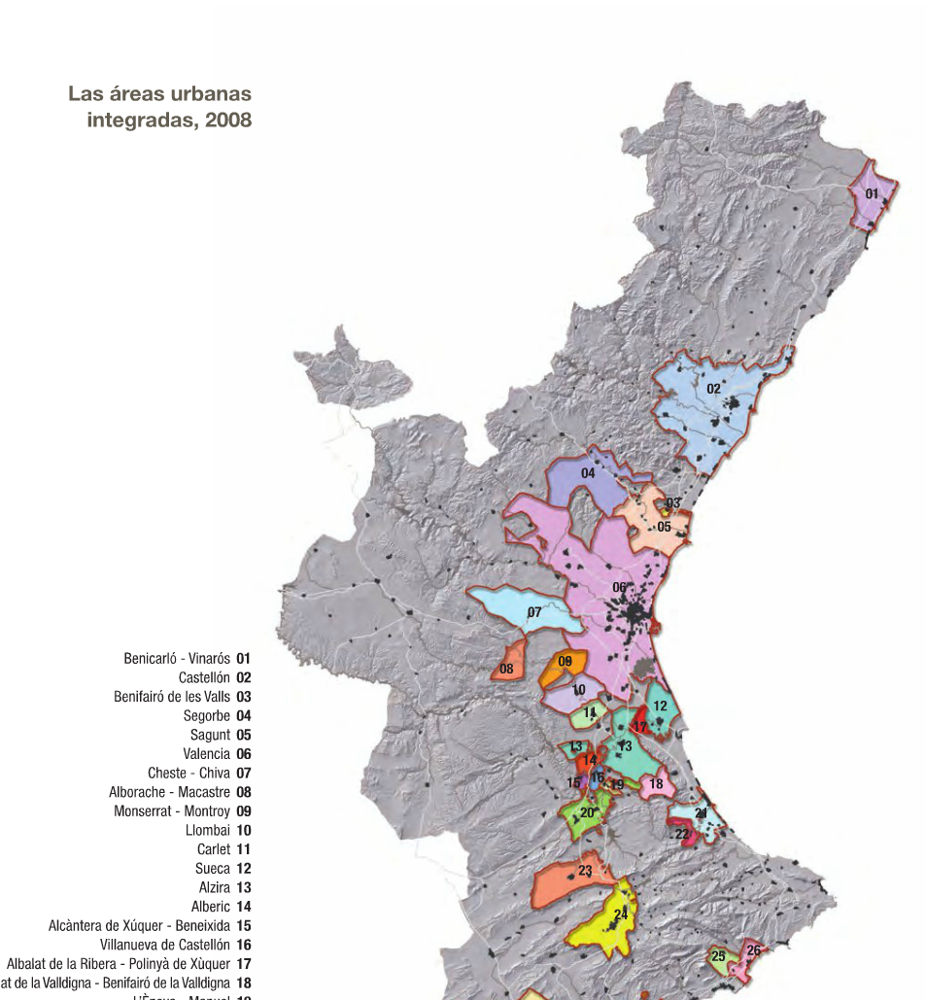 Las áreas urbanas
integradas, 2008
01
02
04
03
05
06
07
08
09
10
12
11
17
13
13
14
15
16
19
18
20
21
22
23
24
25
26
Benicarló - Vinarós 01
Castellón 02
Benifairó de les Valls 03
Segorbe 04
Sagunt 05
Valencia 06
Cheste - Chiva 07
Alborache - Macastre 08
Monserrat - Montroy 09
Llombai 10
Carlet 11
Sueca 12
Alzira 13
Alberic 14
Alcàntera de Xúquer - Beneixida 15
Villanueva de Castellón 16
Albalat de la Ribera - Polinyà de Xùquer 17
at de la Valldigna - Benifairó de la Valldigna 18
L'Ènova - Manuel 19